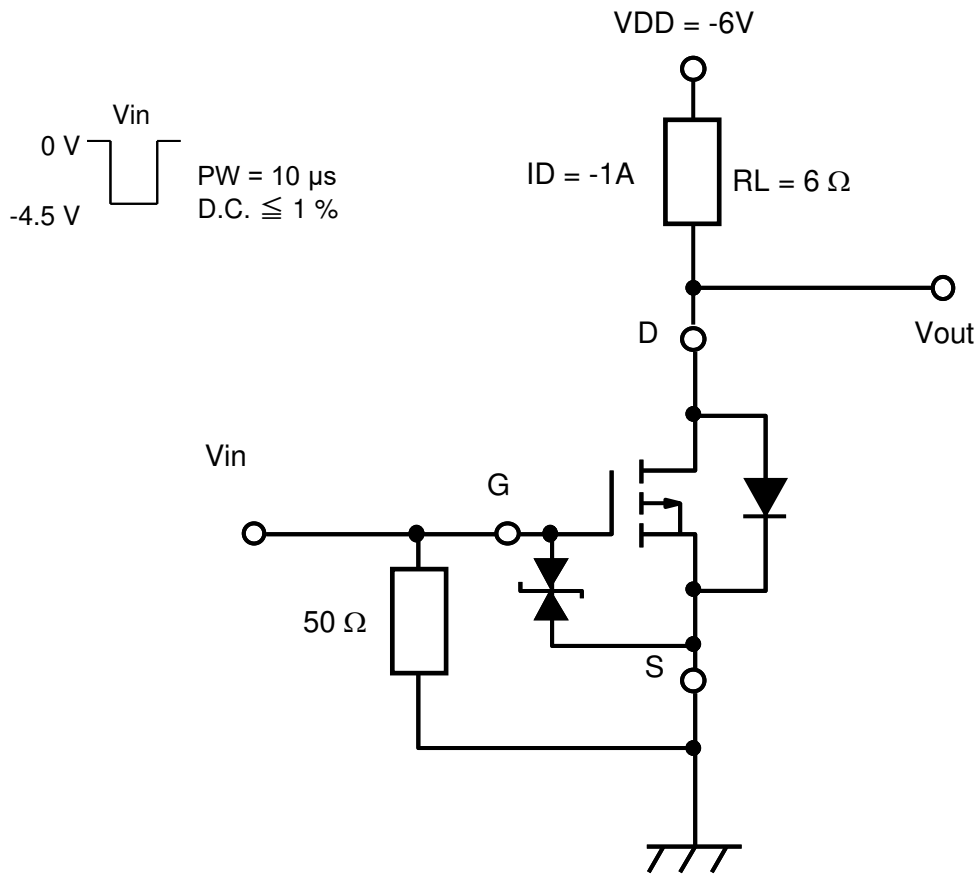 VDD = -6V
Vin
0 V
-4.5 V
PW = 10 μs
D.C. ≦ 1 %
ID = -1A
RL = 6 Ω
D
Vout
Vin
G
50 Ω
S